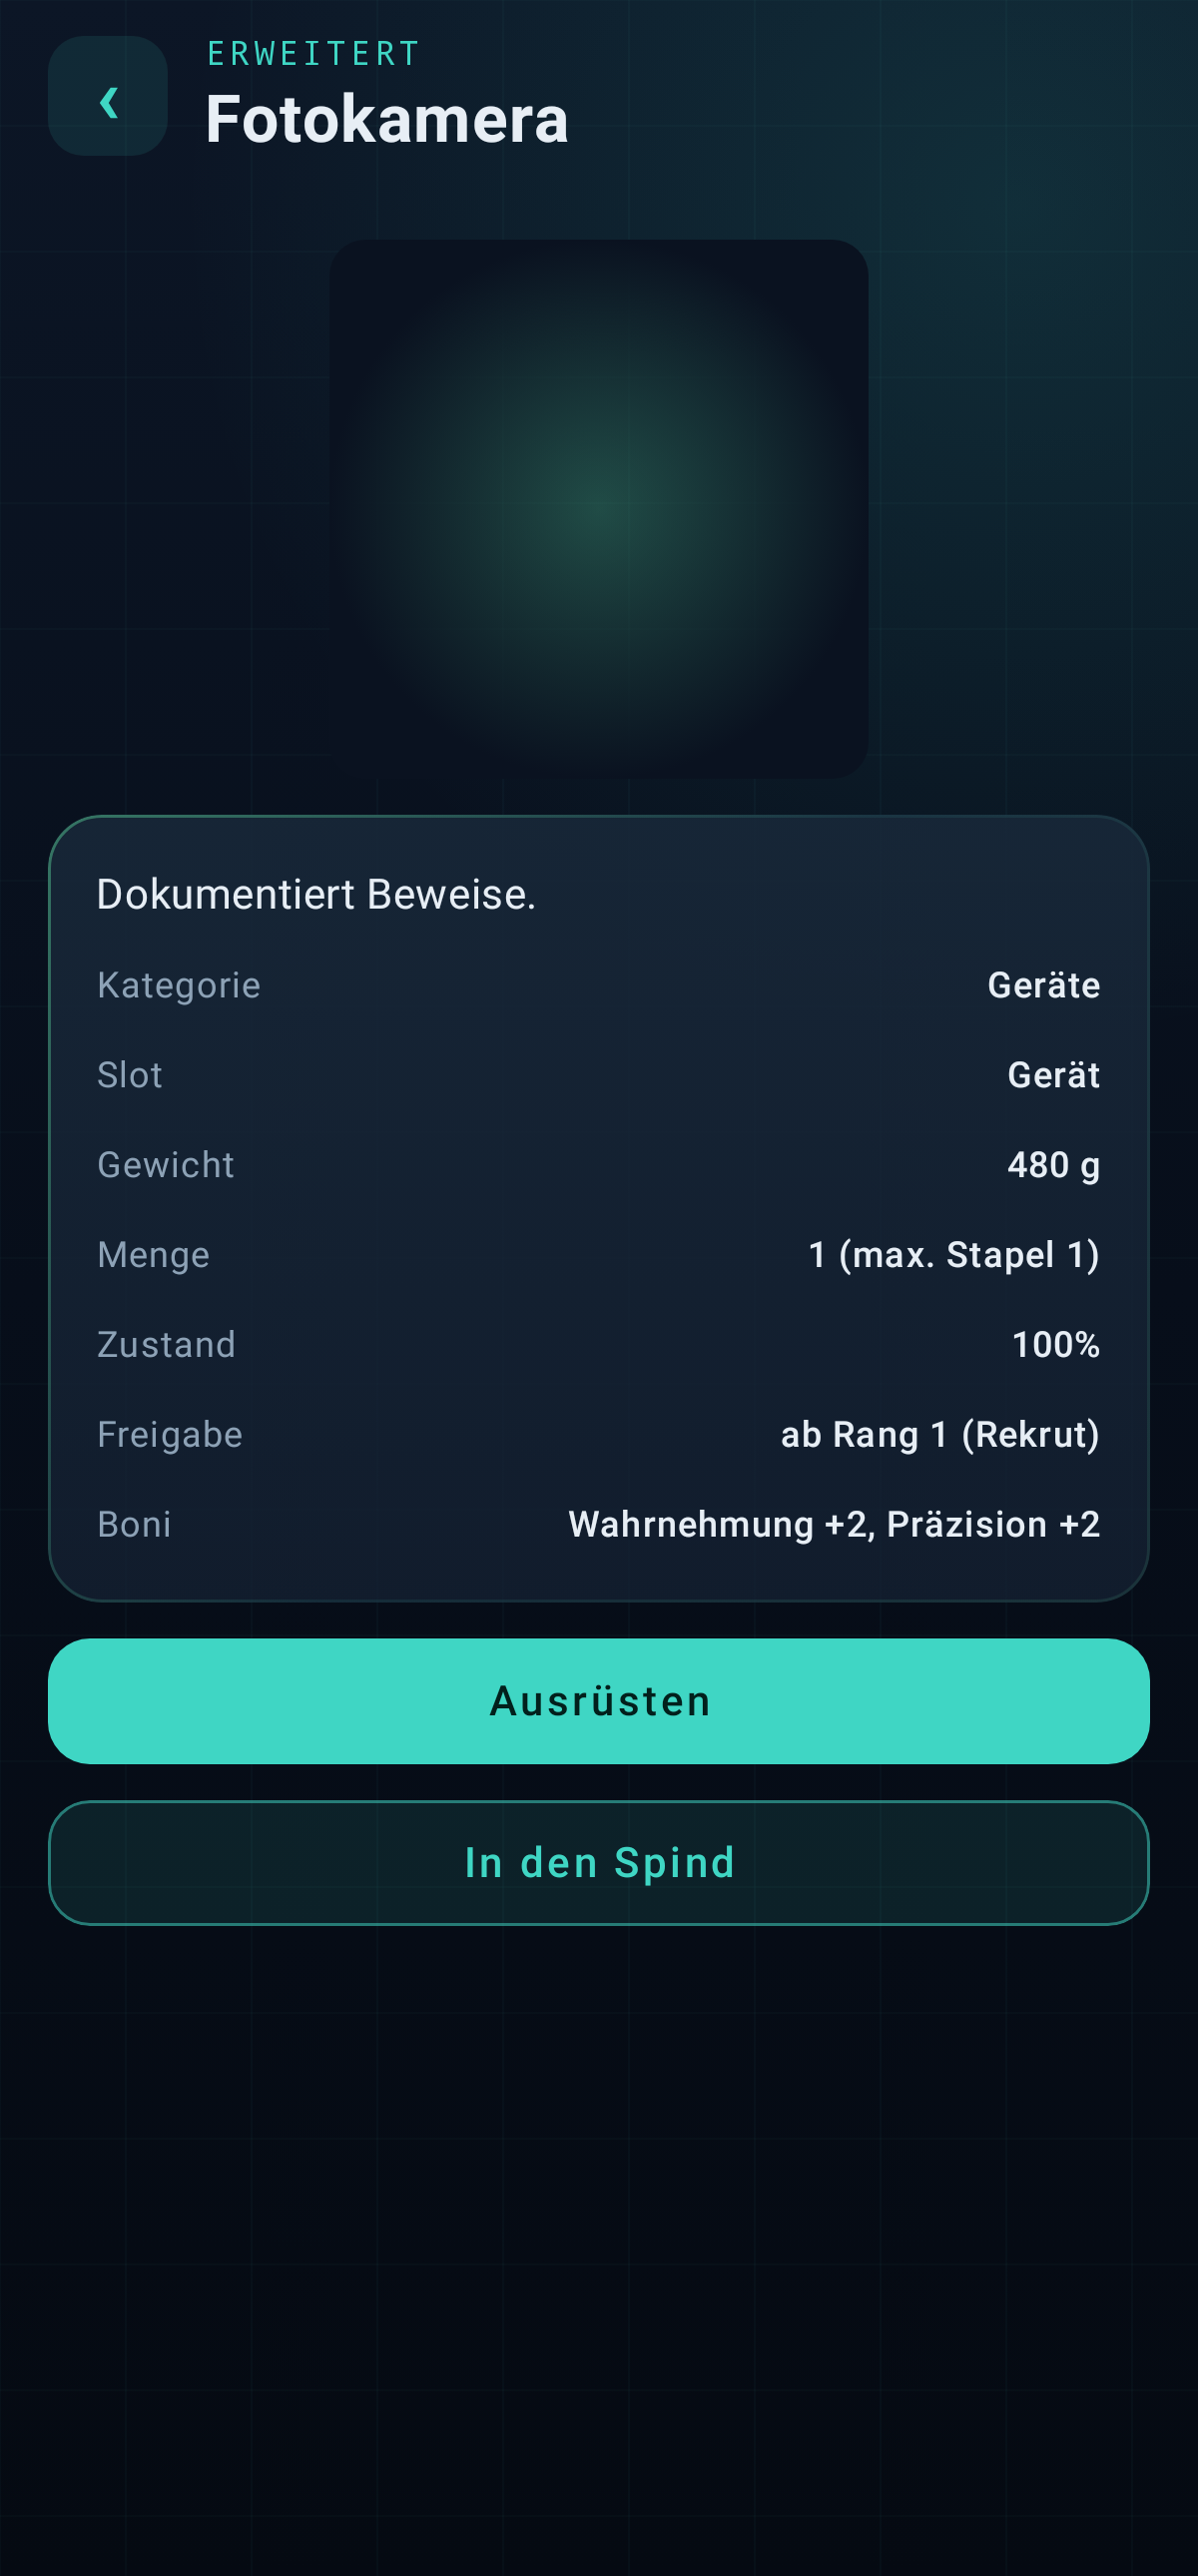 ERWEITERT
Fotokamera
Dokumentiert Beweise.
Kategorie Geräte
Slot Gerät
Gewicht 480 g
Menge 1 (max. Stapel 1)
Zustand 100%
Freigabe ab Rang 1 (Rekrut)
Boni Wahrnehmung +2, Präzision +2
Ausrüsten
In den Spind